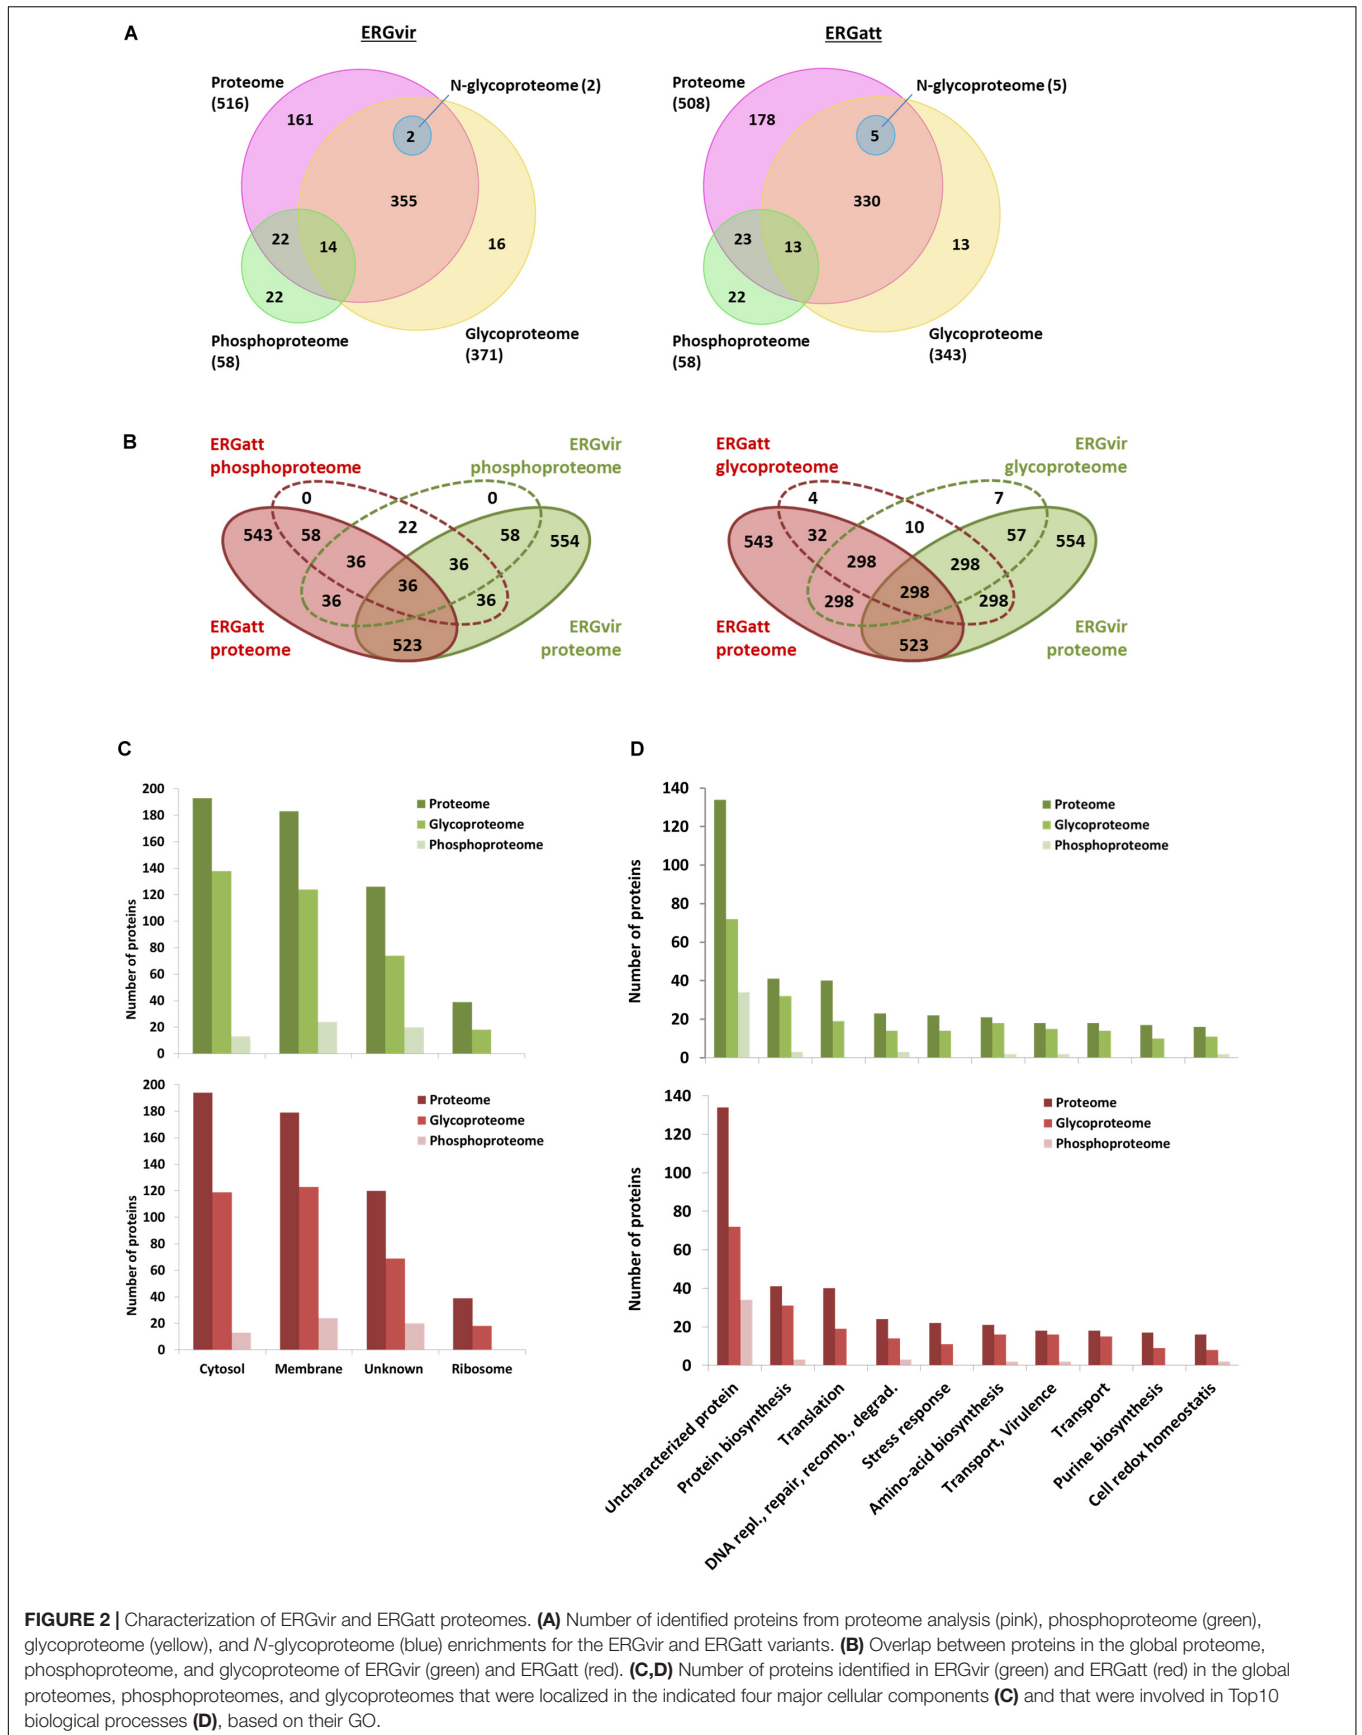 A
ERGvir
ERGatt
Proteome
(516)
N-glycoproteome (2)
161
2
355
22
14
16
22
Phosphoproteome
(58)
Glycoproteome
(371)
Proteome
(508)
N-glycoproteome (5)
178
5
330
23
13
13
22
Phosphoproteome
(58)
Glycoproteome
(343)
B
ERGatt
phosphoproteome
ERGvir
phosphoproteome
0
0
22
543
58
58
554
36
36
36
36
36
523
ERGatt
proteome
ERGvir
proteome
ERGatt
glycoproteome
ERGvir
glycoproteome
4
7
10
543
32
57
554
298
298
298
298
298
523
ERGatt
proteome
ERGvir
proteome
C
Number of proteins
200
180
160
140
120
100
80
60
40
20
0
Proteome
Glycoproteome
Phosphoproteome
Number of proteins
200
180
160
140
120
100
80
60
40
20
0
Proteome
Glycoproteome
Phosphoproteome
Cytosol
Membrane
Unknown
Ribosome
D
Number of proteins
140
120
100
80
60
40
20
0
Proteome
Glycoproteome
Phosphoproteome
Number of proteins
140
120
100
80
60
40
20
0
Proteome
Glycoproteome
Phosphoproteome
Uncharacterized protein
Protein biosynthesis
Translation
DNA repl., repair, recomb., degrad.
Stress response
Amino-acid biosynthesis
Transport, Virulence
Transport
Purine biosynthesis
Cell redox homeostatis
FIGURE 2 | Characterization of ERGvir and ERGatt proteomes. (A) Number of identified proteins from proteome analysis (pink), phosphoproteome (green),
glycoproteome (yellow), and N-glycoproteome (blue) enrichments for the ERGvir and ERGatt variants. (B) Overlap between proteins in the global proteome,
phosphoproteome, and glycoproteome of ERGvir (green) and ERGatt (red). (C,D) Number of proteins identified in ERGvir (green) and ERGatt (red) in the global
proteomes, phosphoproteomes, and glycoproteomes that were localized in the indicated four major cellular components (C) and that were involved in Top10
biological processes (D), based on their GO.